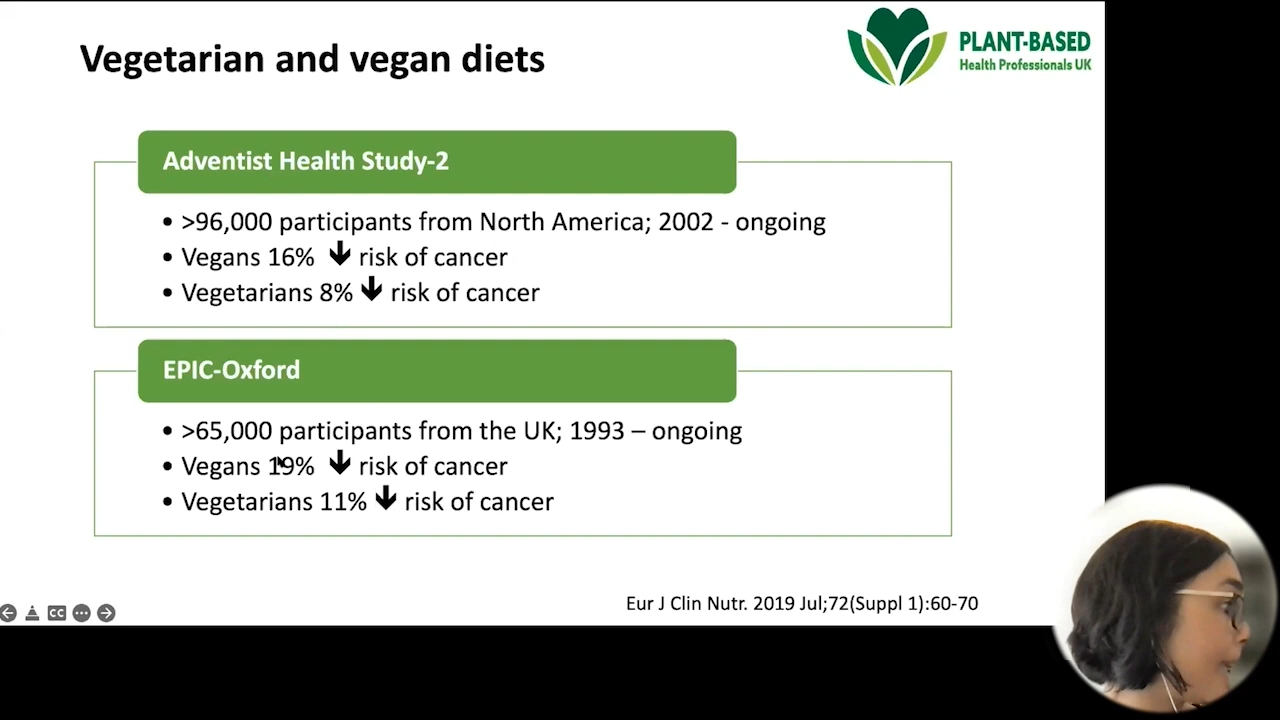 Vegetarian and vegan diets
PLANT-BASED
Health Professionals UK
Adventist Health Study-2
• >96,000 participants from North America; 2002 - ongoing
• Vegans 16% 🡇 risk of cancer
• Vegetarians 8% 🡇 risk of cancer
EPIC-Oxford
• >65,000 participants from the UK; 1993 – ongoing
• Vegans 19% 🡇 risk of cancer
• Vegetarians 11% 🡇 risk of cancer
CC
Eur J Clin Nutr. 2019 Jul;72(Suppl 1):60-70